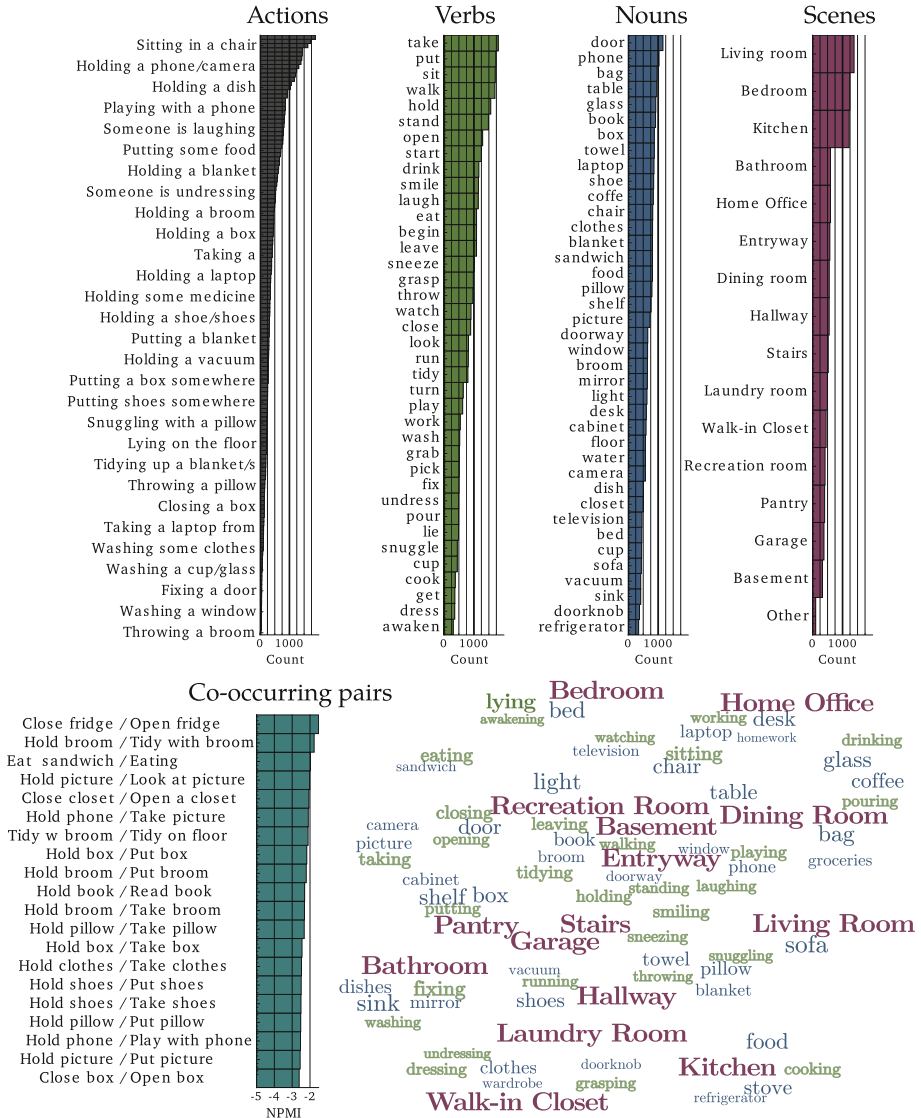 Actions
Sitting in a chair
Holding a phone/camera
Holding a dish
Playing with a phone
Someone is laughing
Putting some food
Holding a blanket
Someone is undressing
Holding a broom
Holding a box
Taking a
Holding a laptop
Holding some medicine
Holding a shoe/shoes
Putting a blanket
Holding a vacuum
Putting a box somewhere
Putting shoes somewhere
Snuggling with a pillow
Lying on the floor
Tidying up a blanket/s
Throwing a pillow
Closing a box
Taking a laptop from
Washing some clothes
Washing a cup/glass
Fixing a door
Washing a window
Throwing a broom
0 1000
Count
Verbs
take
put
sit
walk
hold
stand
open
start
drink
smile
laugh
eat
begin
leave
sneeze
grasp
throw
watch
close
look
run
tidy
turn
play
work
wash
grab
pick
fix
undress
pour
lie
snuggle
cup
cook
get
dress
awaken
0 1000
Count
Nouns
door
phone
bag
table
glass
book
box
towel
laptop
shoe
coffe
chair
clothes
blanket
sandwich
food
pillow
shelf
picture
doorway
window
broom
mirror
light
desk
cabinet
floor
water
camera
dish
closet
television
bed
cup
sofa
vacuum
sink
doorknob
refrigerator
0 1000
Count
Scenes
Living room
Bedroom
Kitchen
Bathroom
Home Office
Entryway
Dining room
Hallway
Stairs
Laundry room
Walk-in Closet
Recreation room
Pantry
Garage
Basement
Other
0 1000
Count
Co-occurring pairs
Close fridge / Open fridge
Hold broom / Tidy with broom
Eat sandwich / Eating
Hold picture / Look at picture
Close closet / Open a closet
Hold phone / Take picture
Tidy w broom / Tidy on floor
Hold box / Put box
Hold broom / Put broom
Hold book / Read book
Hold broom / Take broom
Hold pillow / Take pillow
Hold box / Take box
Hold clothes / Take clothes
Hold shoes / Put shoes
Hold shoes / Take shoes
Hold pillow / Put pillow
Hold phone / Play with phone
Hold picture / Put picture
Close box / Open box
-5 -4 -3 -2
NPMI
Bedroom
lying
Home Office
bed
awakening
working desk
laptop
homework
watching
drinking
television
eating
sitting
glass
sandwich
chair
light
coffee
table
pouring
Recreation Room
closing
Dining Room
camera
door
leaving
Basement
bag
picture
opening
book
walking
window
playing
taking
broom
Entryway
phone
groceries
tidying
doorway
cabinet
standing
laughing
shelf box
holding
putting
smiling
Pantry
Stairs
Living Room
Garage
sneezing
sofa
towel
snuggling
Bathroom
vacuum
pillow
throwing
dishes
fixing
running
blanket
sink
mirror
shoes
Hallway
washing
Laundry Room
food
undressing
dressing
clothes
doorknob
Kitchen
cooking
wardrobe
grasping
stove
Walk-in Closet
refrigerator